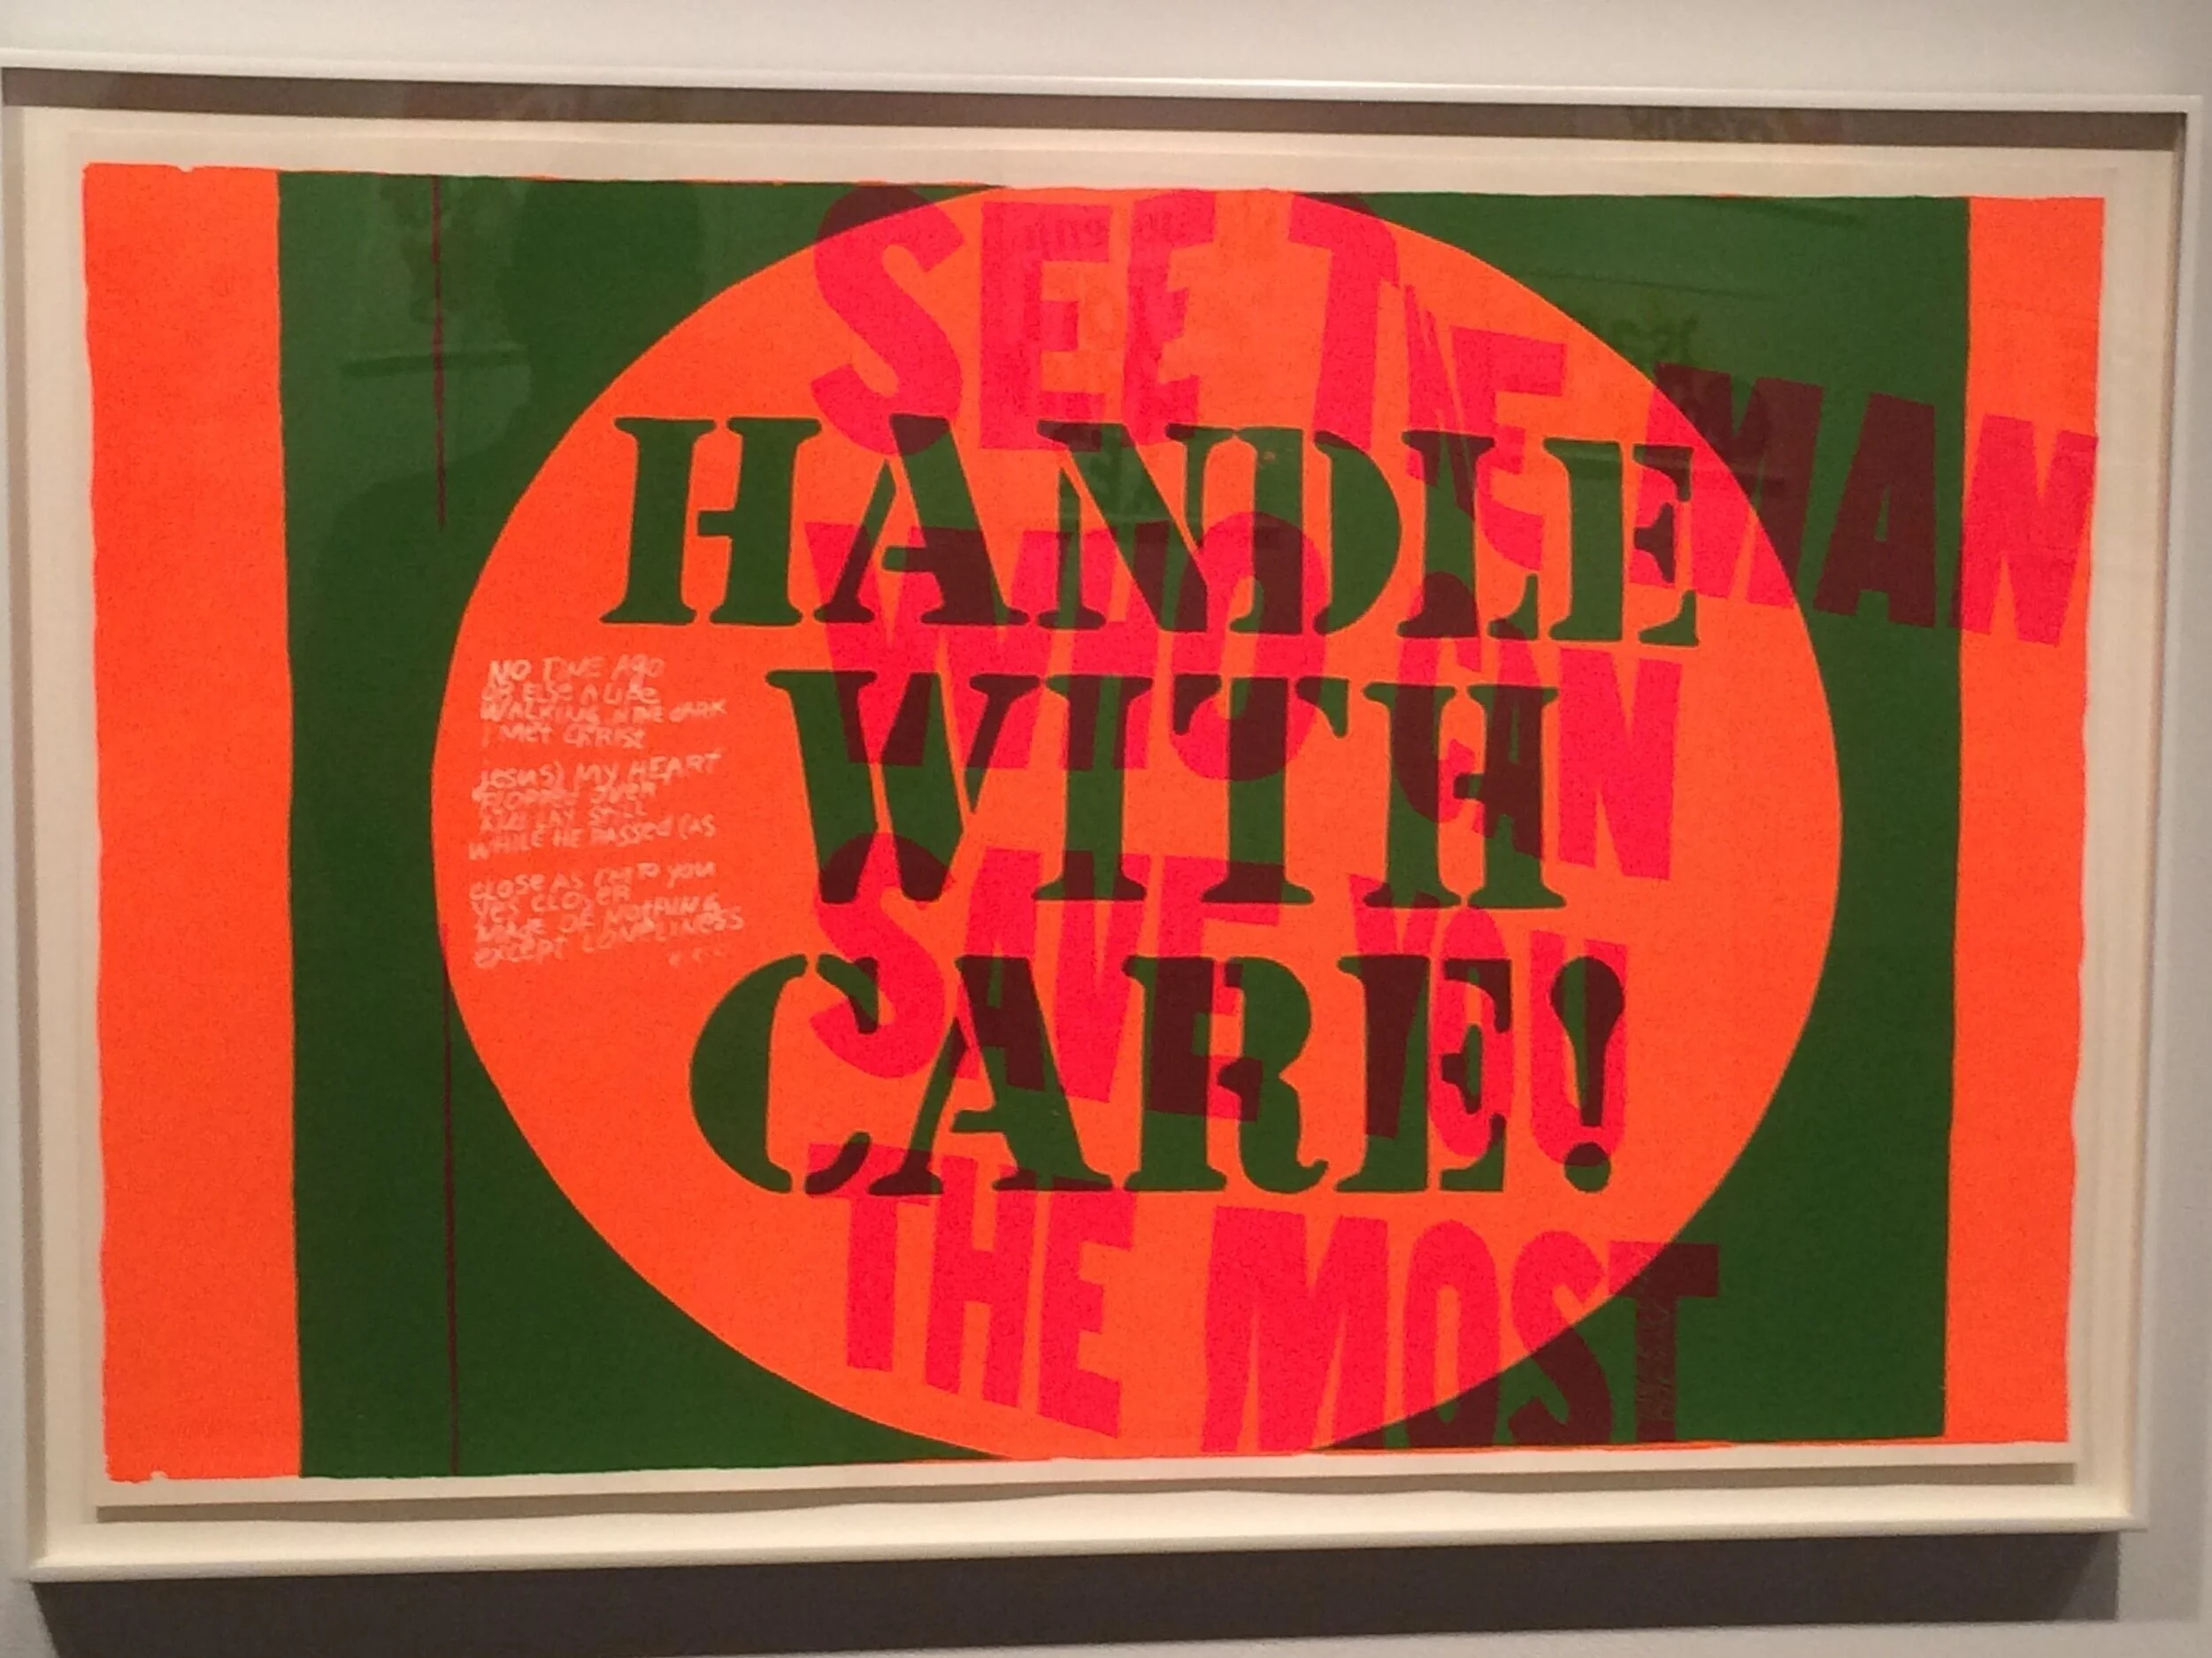 SEE THE MAN
WHO CAN
SAVE YOU
THE MOST
HANDLE
WITH
CARE!
NO TIME AGO
OR ELSE A LIFE
WALKING IN THE DARK
I MET CHRIST
JESUS) MY HEART
FLOPPED OVER
AND LAY STILL
WHILE HE PASSED (AS
CLOSE AS I'M TO YOU
YES CLOSER
MADE OF NOTHING
EXCEPT LONELINESS